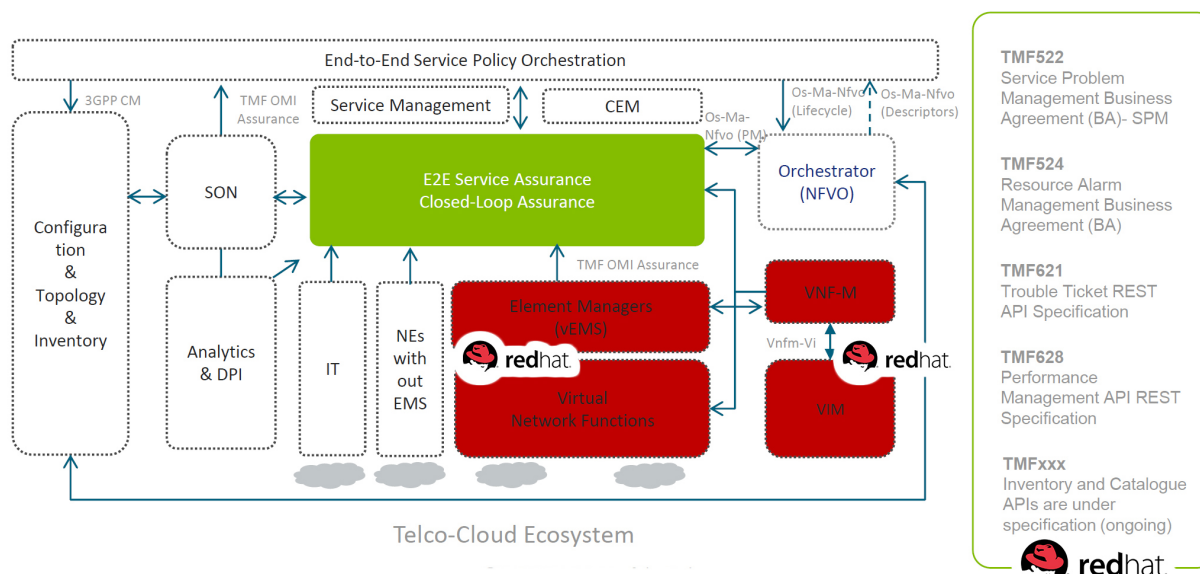 End-to-End Service Policy Orchestration
3GPP CM
TMF OMI
Assurance
Service Management
CEM
Os-Ma-Nfvo
(Lifecycle)
Os-Ma-Nfvo
(Descriptors)
Os-Ma-
Nfvo (PM)
Configura
tion
&
Topology
&
Inventory
SON
E2E Service Assurance
Closed-Loop Assurance
Orchestrator
(NFVO)
TMF OMI Assurance
Analytics
& DPI
IT
NEs
with
out
EMS
Element Managers
(vEMS)
redhat.
Virtual
Network Functions
VNF-M
Vnfm-Vi
redhat.
VIM
Telco-Cloud Ecosystem
TMF522
Service Problem
Management Business
Agreement (BA)- SPM
TMF524
Resource Alarm
Management Business
Agreement (BA)
TMF621
Trouble Ticket REST
API Specification
TMF628
Performance
Management API REST
Specification
TMFxxx
Inventory and Catalogue
APIs are under
specification (ongoing)
redhat.